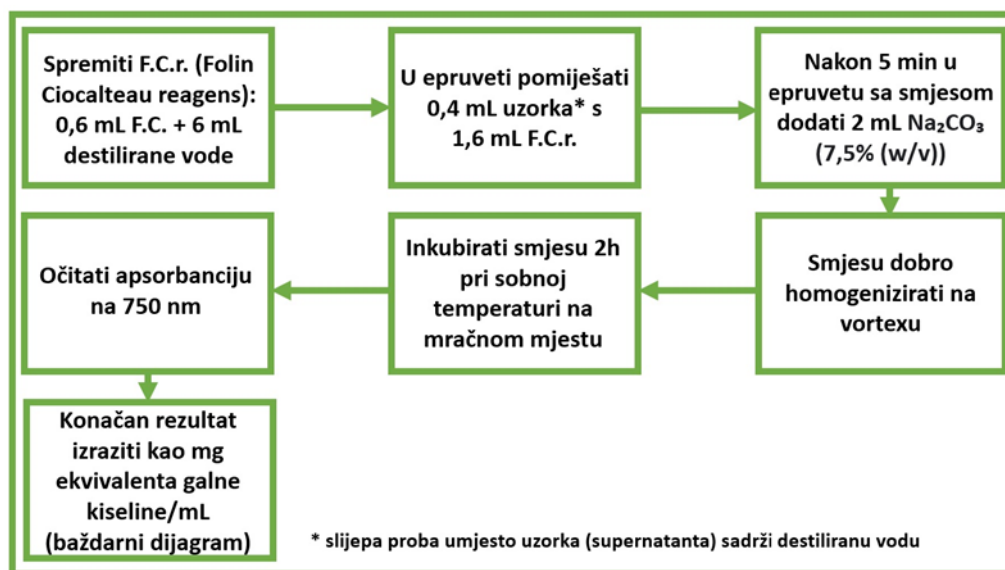 Spremiti F.C.r. (Folin
Ciocalteau reagens):
0,6 mL F.C. + 6 mL
destilirane vode
U epruveti pomiješati
0,4 mL uzorka* s
1,6 mL F.C.r.
Nakon 5 min u
epruvetu sa smjesom
dodati 2 mL Na₂CO₃
(7,5% (w/v))
Smjesu dobro
homogenizirati na
vortexu
Inkubirati smjesu 2h
pri sobnoj
temperaturi na
mračnom mjestu
Očitati apsorbanciju
na 750 nm
Konačan rezultat
izraziti kao mg
ekvivalenta galne
kiseline/mL
(baždarni dijagram)
* slijepa proba umjesto uzorka (supernatanta) sadrži destiliranu vodu